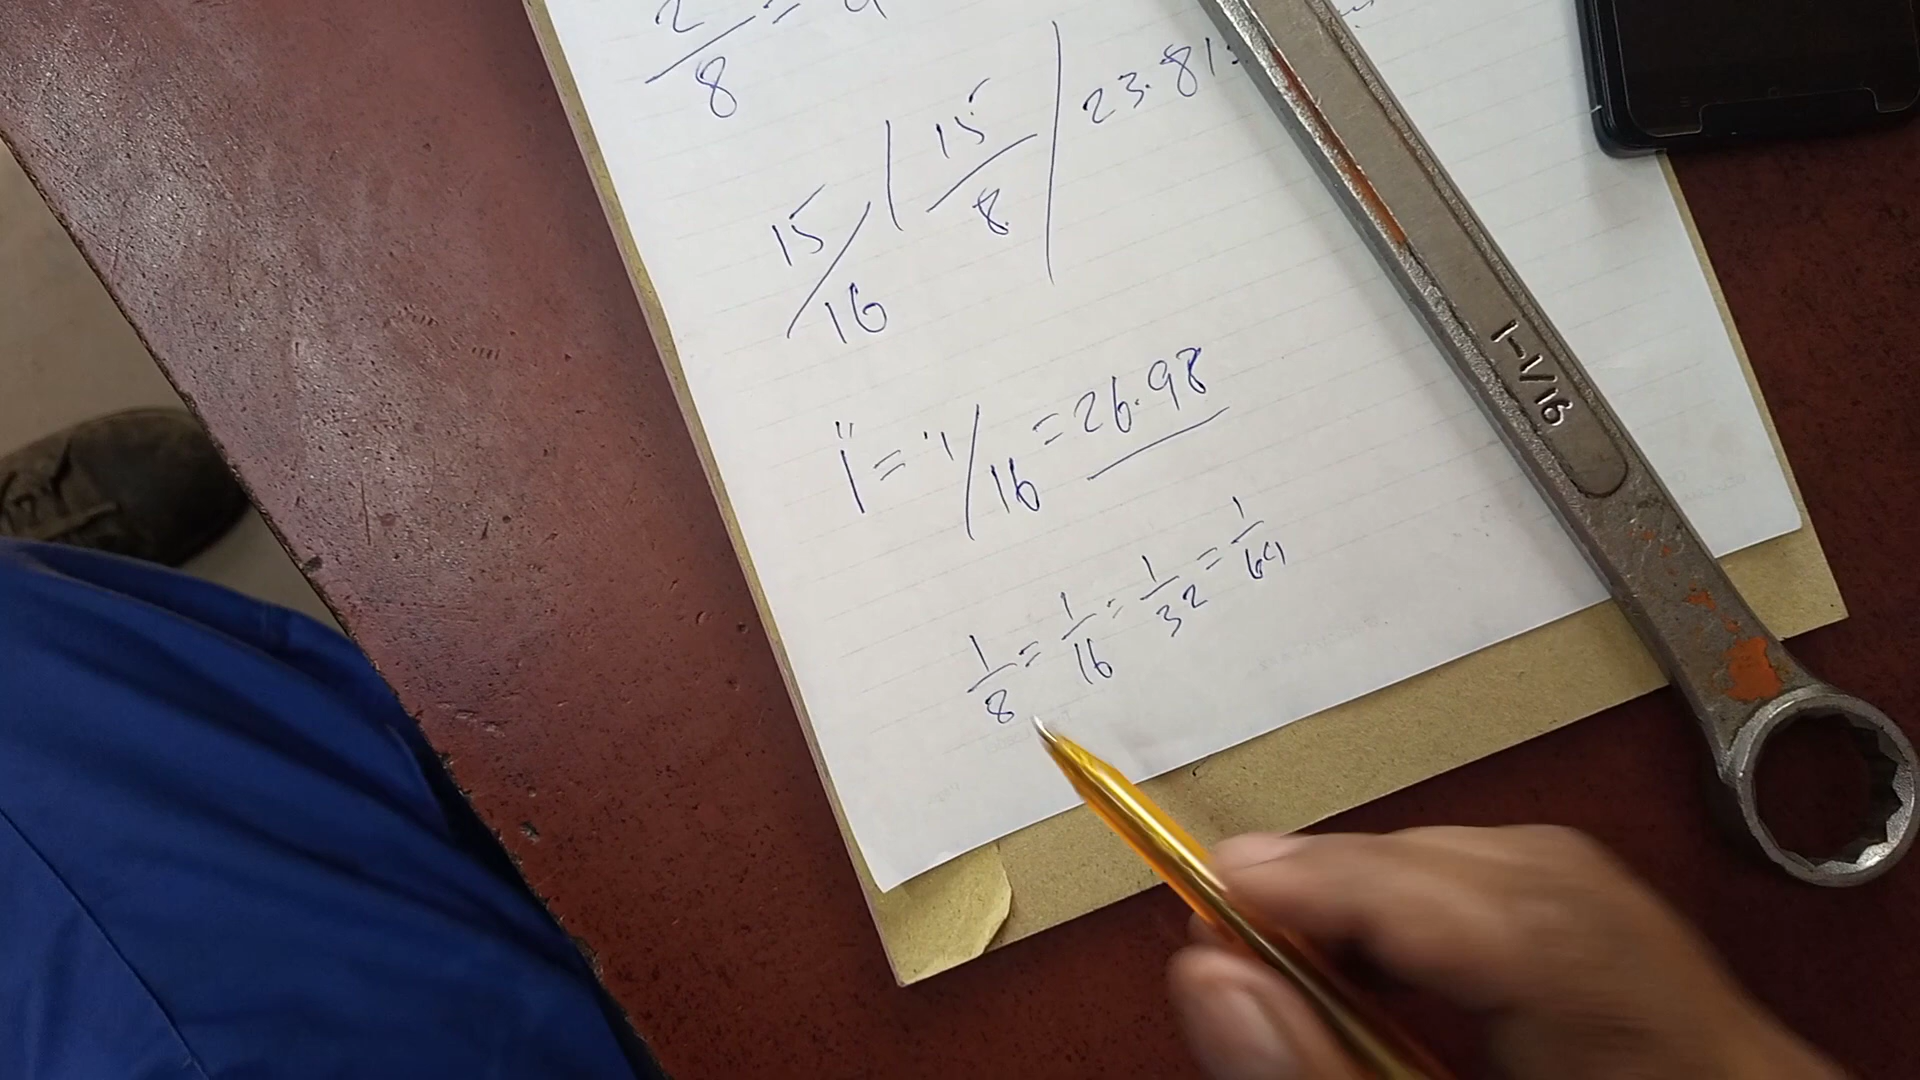 2/8 =
15/16 | 15/8 | 23.81
1" = 1/16 = 26.98
1/8 = 1/16 = 1/32 = 1/64
1-1/16